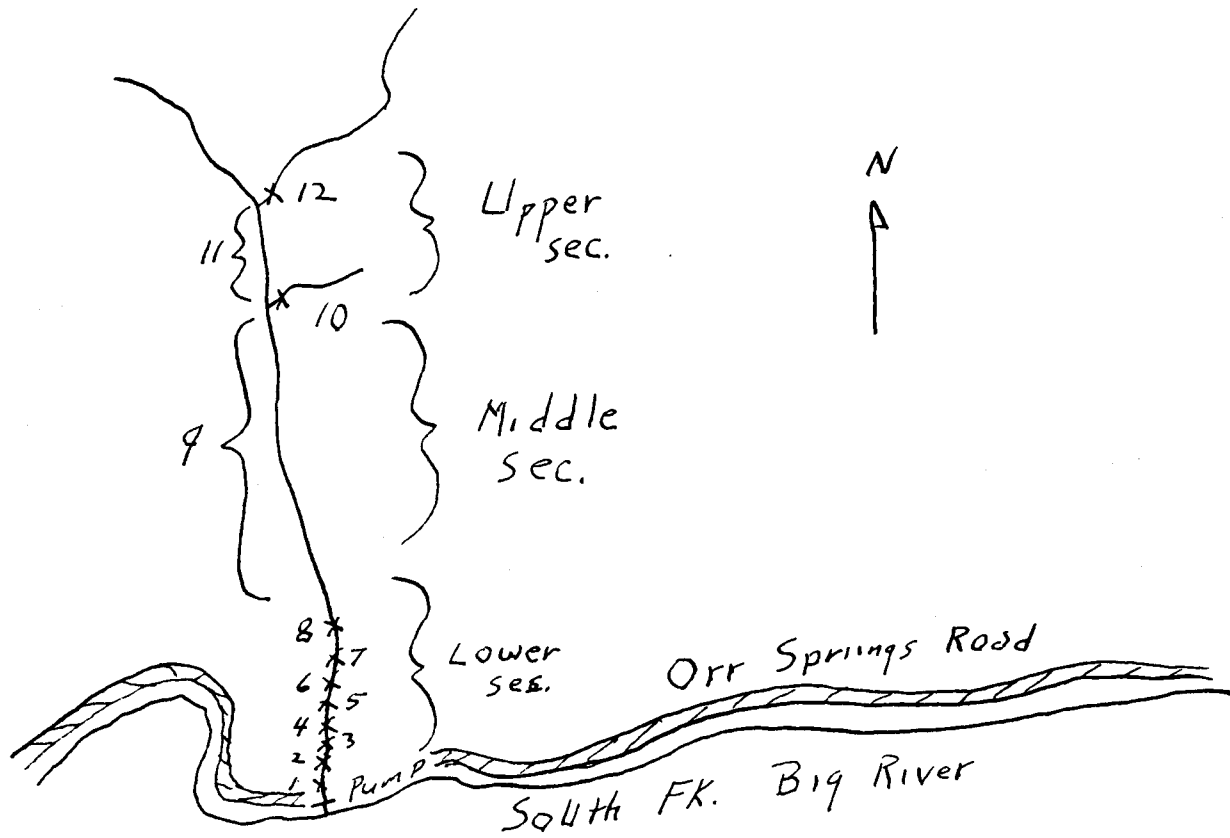 12
Upper
sec.
N
11
10
Middle
sec.
9
8
7
Lower
sec.
6
5
4
3
2
1
Pump
Orr Springs Road
South FK. Big River